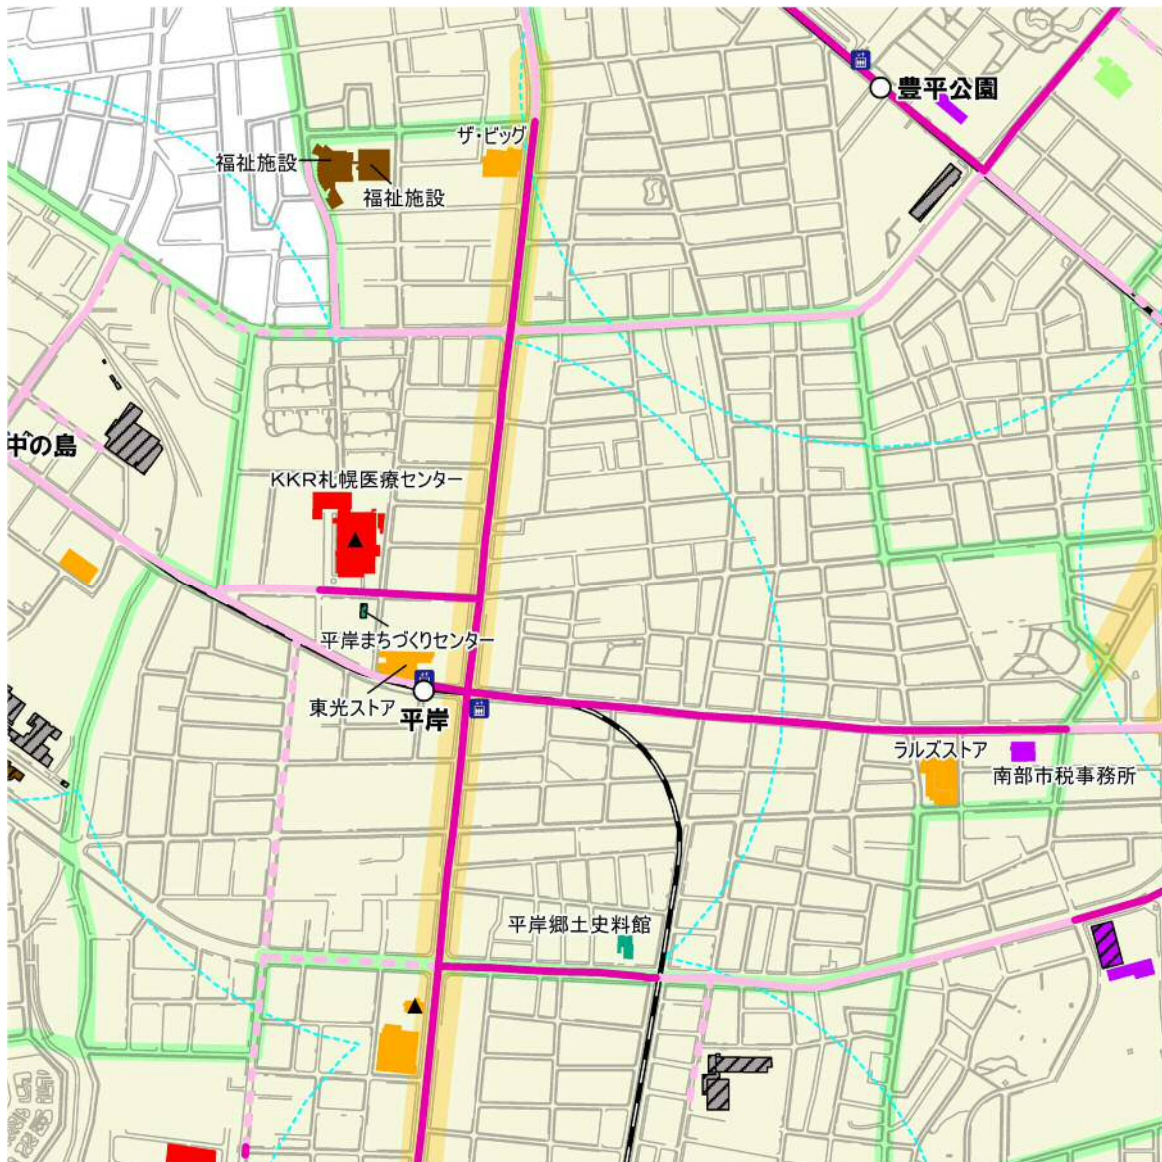 豊平公園
ザ・ビッグ
福祉施設
福祉施設
中の島
KKR札幌医療センター
平岸まちづくりセンター
東光ストア
平岸
ラルズストア
南部市税事務所
平岸郷土史料館